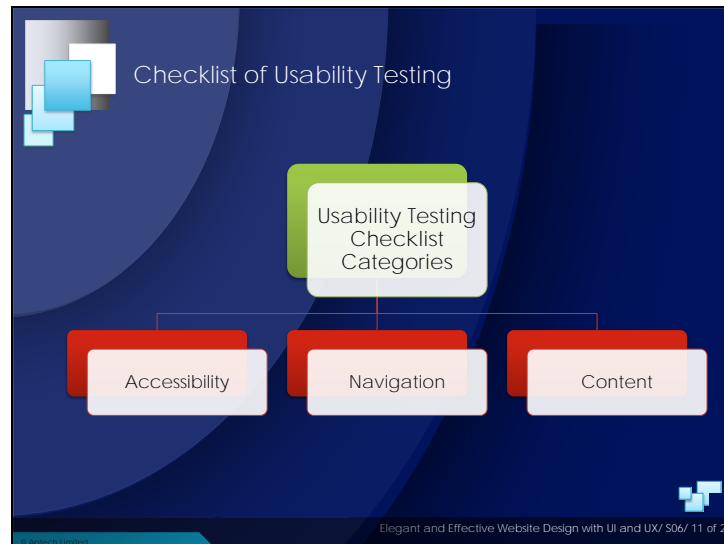 Checklist of Usability Testing
Usability Testing
Checklist
Categories
Accessibility
Navigation
Content
Elegant and Effective Website Design with UI and UX/ S06/ 11 of 2
© Aptech Limited